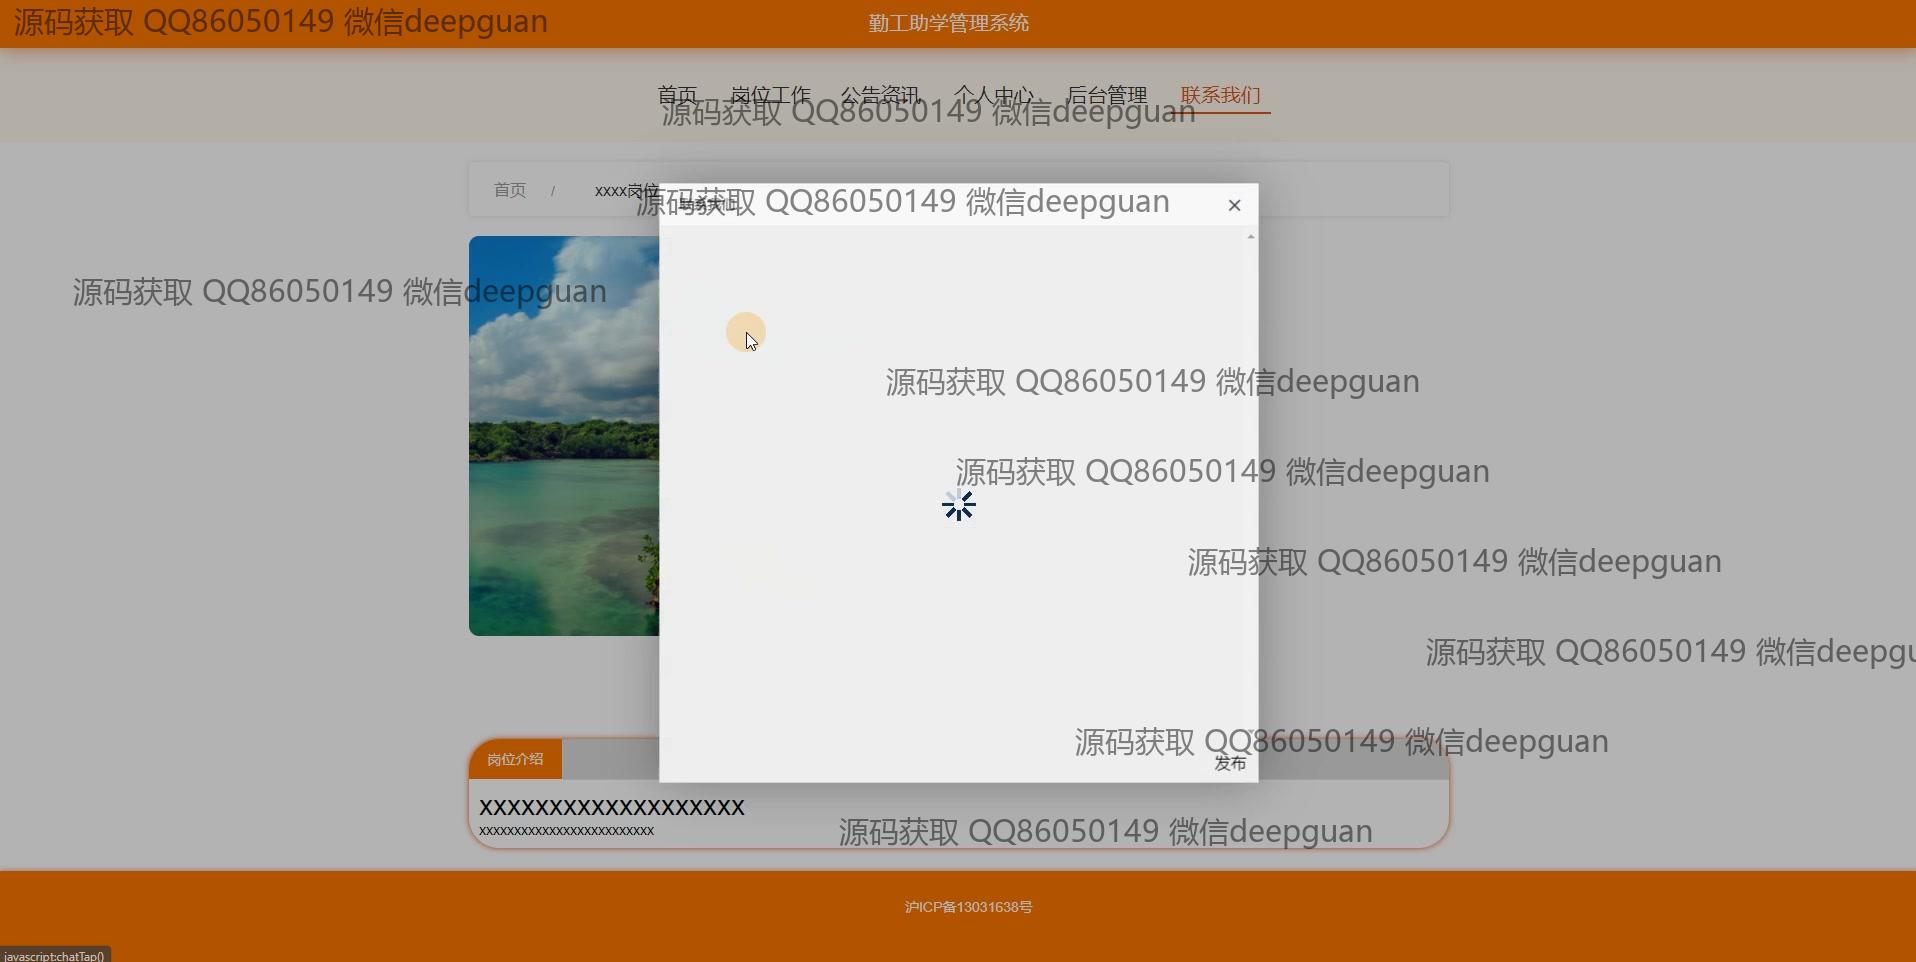 源码获取 QQ86050149 微信deepguan
勤工助学管理系统
首页 岗位工作 公告资讯 个人中心 后台管理 联系我们
源码获取 QQ86050149 微信deepguan
首页 / xxxx岗位
源码获取 QQ86050149 微信deepguan
×
源码获取 QQ86050149 微信deepguan
源码获取 QQ86050149 微信deepguan
源码获取 QQ86050149 微信deepguan
源码获取 QQ86050149 微信deepguan
源码获取 QQ86050149 微信deepgu
源码获取 QQ86050149 微信deepguan
发布
岗位介绍
xxxxxxxxxxxxxxxxxxx
xxxxxxxxxxxxxxxxxxxxxxxxx
源码获取 QQ86050149 微信deepguan
沪ICP备13031638号
javascript:chatTap()